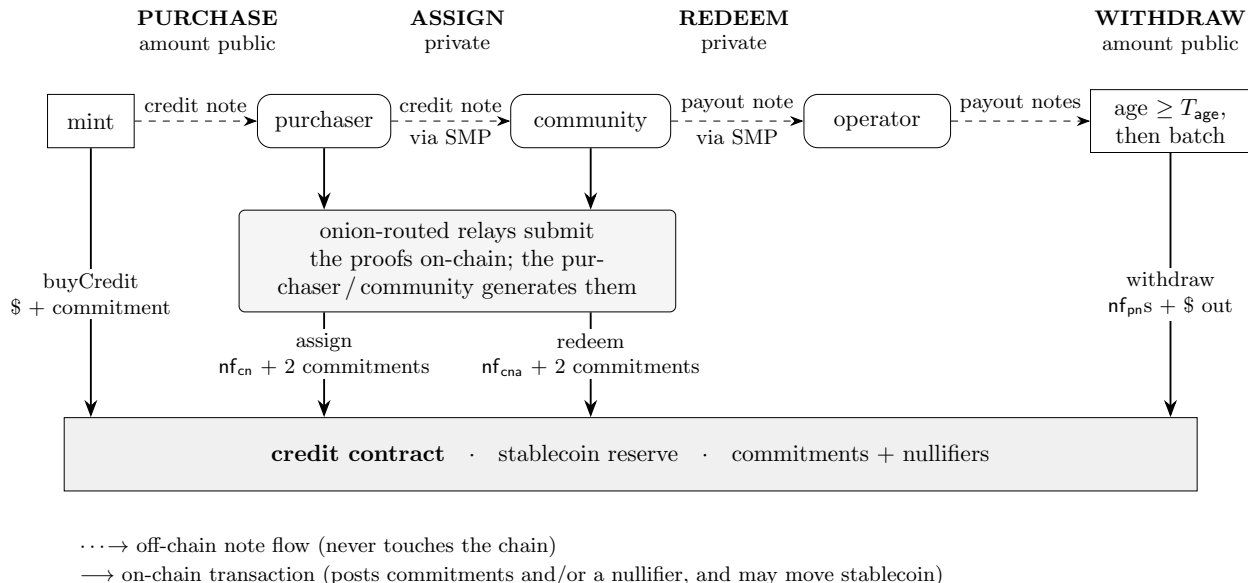 PURCHASE
amount public
ASSIGN
private
REDEEM
private
WITHDRAW
amount public
mint
credit note
purchaser
credit note
via SMP
community
payout note
via SMP
operator
payout notes
age ≥ T_age,
then batch
onion-routed relays submit
the proofs on-chain; the pur-
chaser / community generates them
buyCredit
$ + commitment
assign
nf_cn + 2 commitments
redeem
nf_cna + 2 commitments
withdraw
nf_pns + $ out
credit contract · stablecoin reserve · commitments + nullifiers
····→ off-chain note flow (never touches the chain)
⟶ on-chain transaction (posts commitments and/or a nullifier, and may move stablecoin)